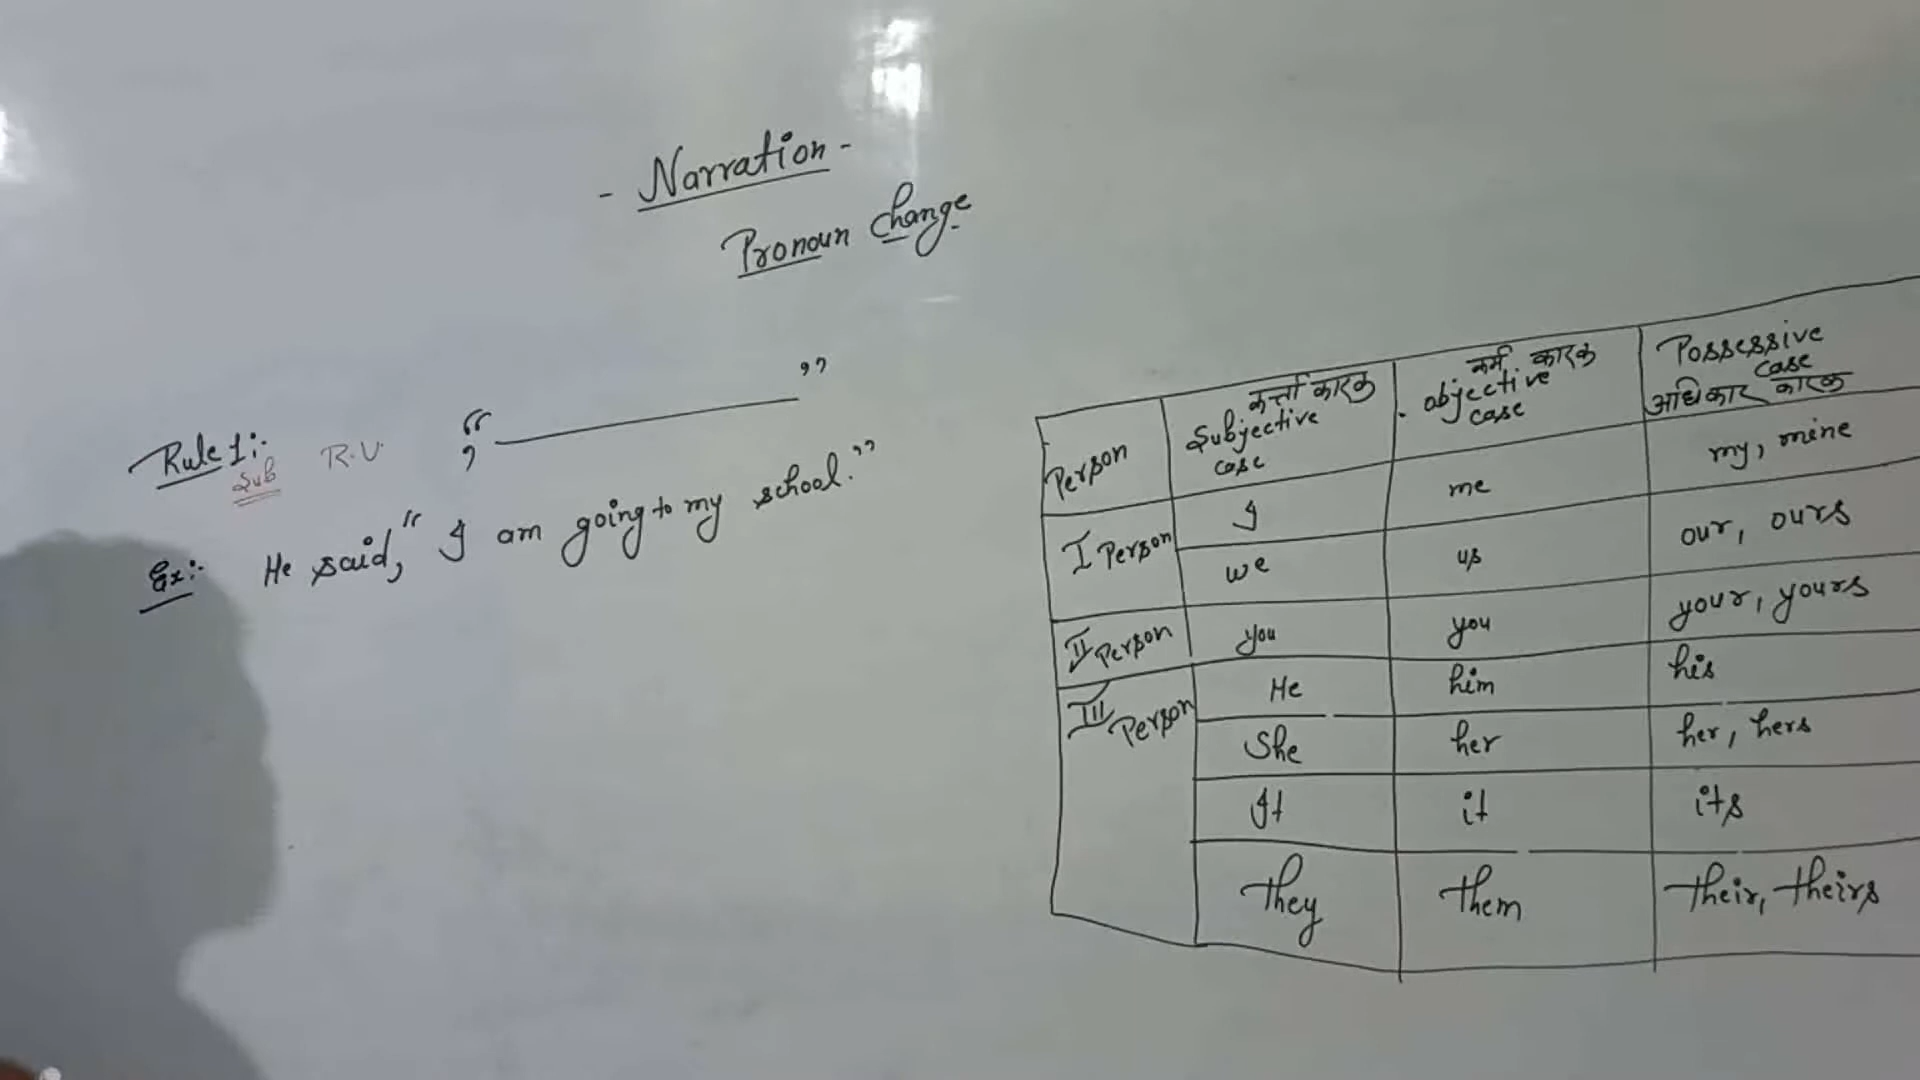 - Narration -
Pronoun change
Rule 1:- Sub R.V. , " ——— "
Ex:- He said, "I am going to my school."
Person | Subjective case कर्त्ता कारक | objective case कर्म कारक | Possessive case अधिकार कारक
I Person | I | me | my, mine
we | us | our, ours
II Person | you | you | your, yours
III Person | He | him | his
She | her | her, hers
It | it | its
They | them | their, theirs